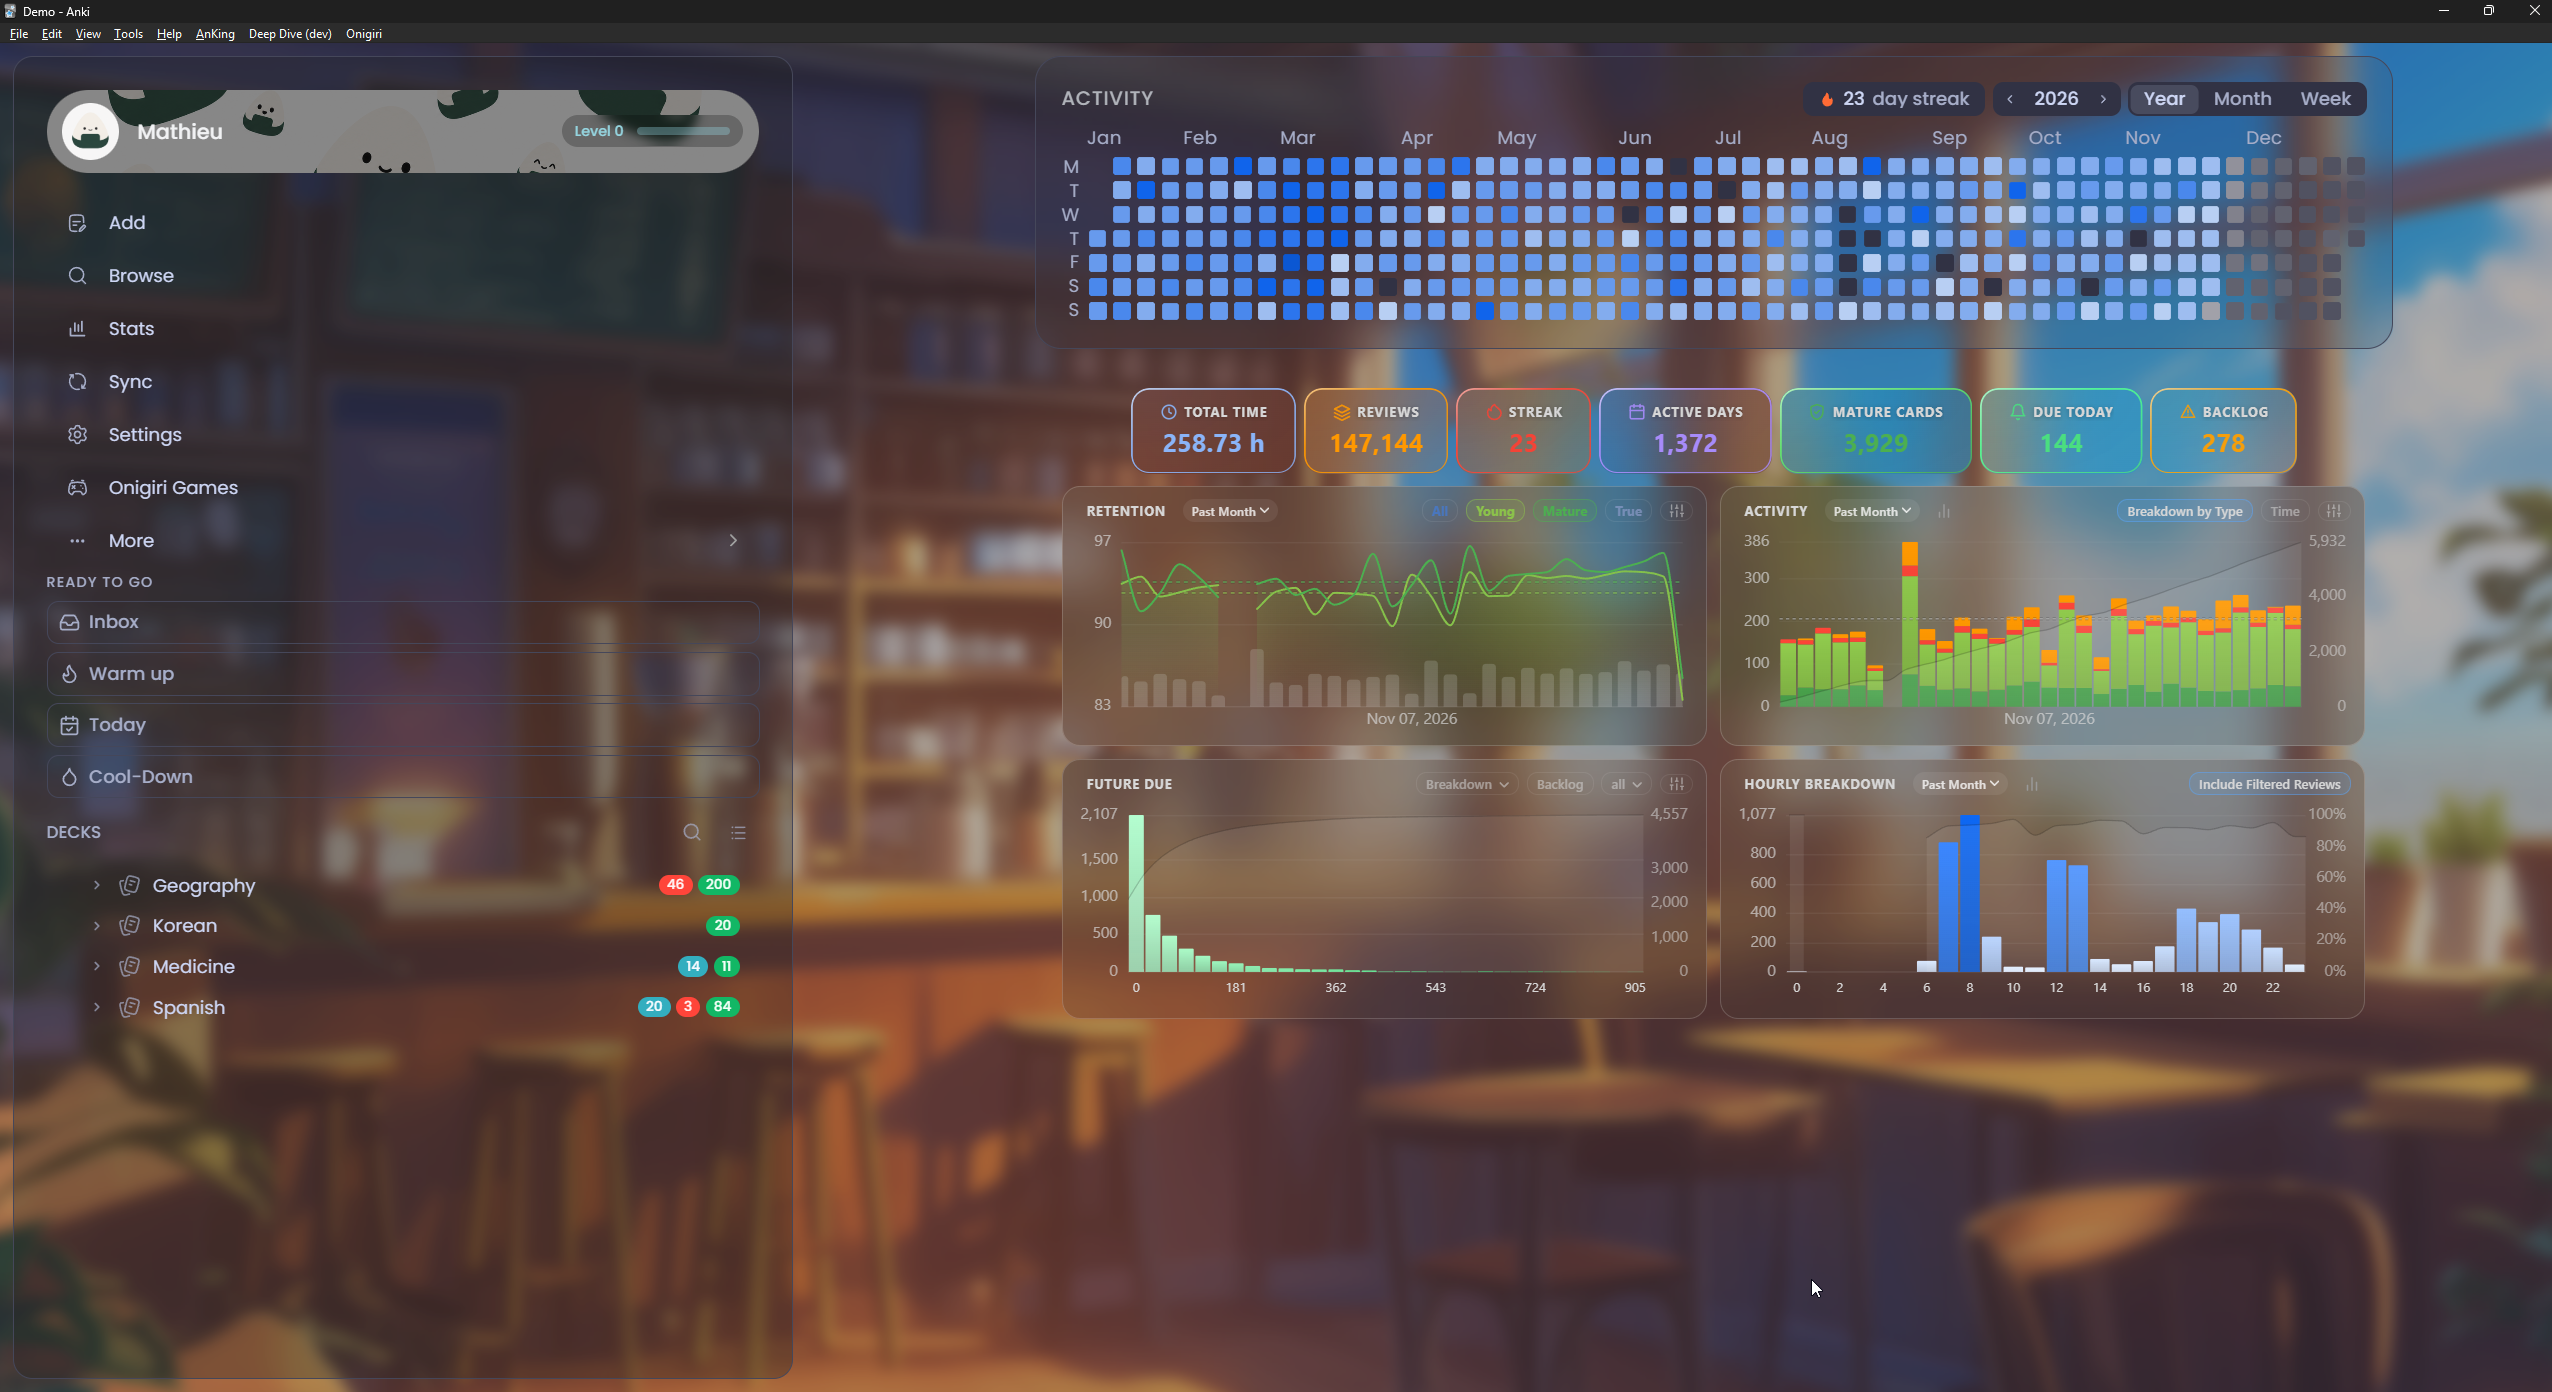 Demo - Anki
File Edit View Tools Help AnKing Deep Dive (dev) Onigiri
Mathieu
Level 0
Add
Browse
Stats
Sync
Settings
Onigiri Games
More
READY TO GO
Inbox
Warm up
Today
Cool-Down
DECKS
Geography 46 200
Korean 20
Medicine 14 11
Spanish 20 3 84
ACTIVITY 23 day streak 2026 Year Month Week
Jan Feb Mar Apr May Jun Jul Aug Sep Oct Nov Dec
M
T
W
T
F
S
S
TOTAL TIME
258.73 h
REVIEWS
147,144
STREAK
23
ACTIVE DAYS
1,372
MATURE CARDS
3,929
DUE TODAY
144
BACKLOG
278
RETENTION Past Month All Young Mature True
97
90
83
Nov 07, 2026
ACTIVITY Past Month Breakdown by Type Time
386 5,932
300
4,000
200
2,000
100
0 0
Nov 07, 2026
FUTURE DUE Breakdown Backlog all
2,107 4,557
1,500
3,000
1,000
2,000
500
1,000
0 0
0 181 362 543 724 905
HOURLY BREAKDOWN Past Month Include Filtered Reviews
1,077 100%
800 80%
600 60%
400 40%
200 20%
0 0%
0 2 4 6 8 10 12 14 16 18 20 22